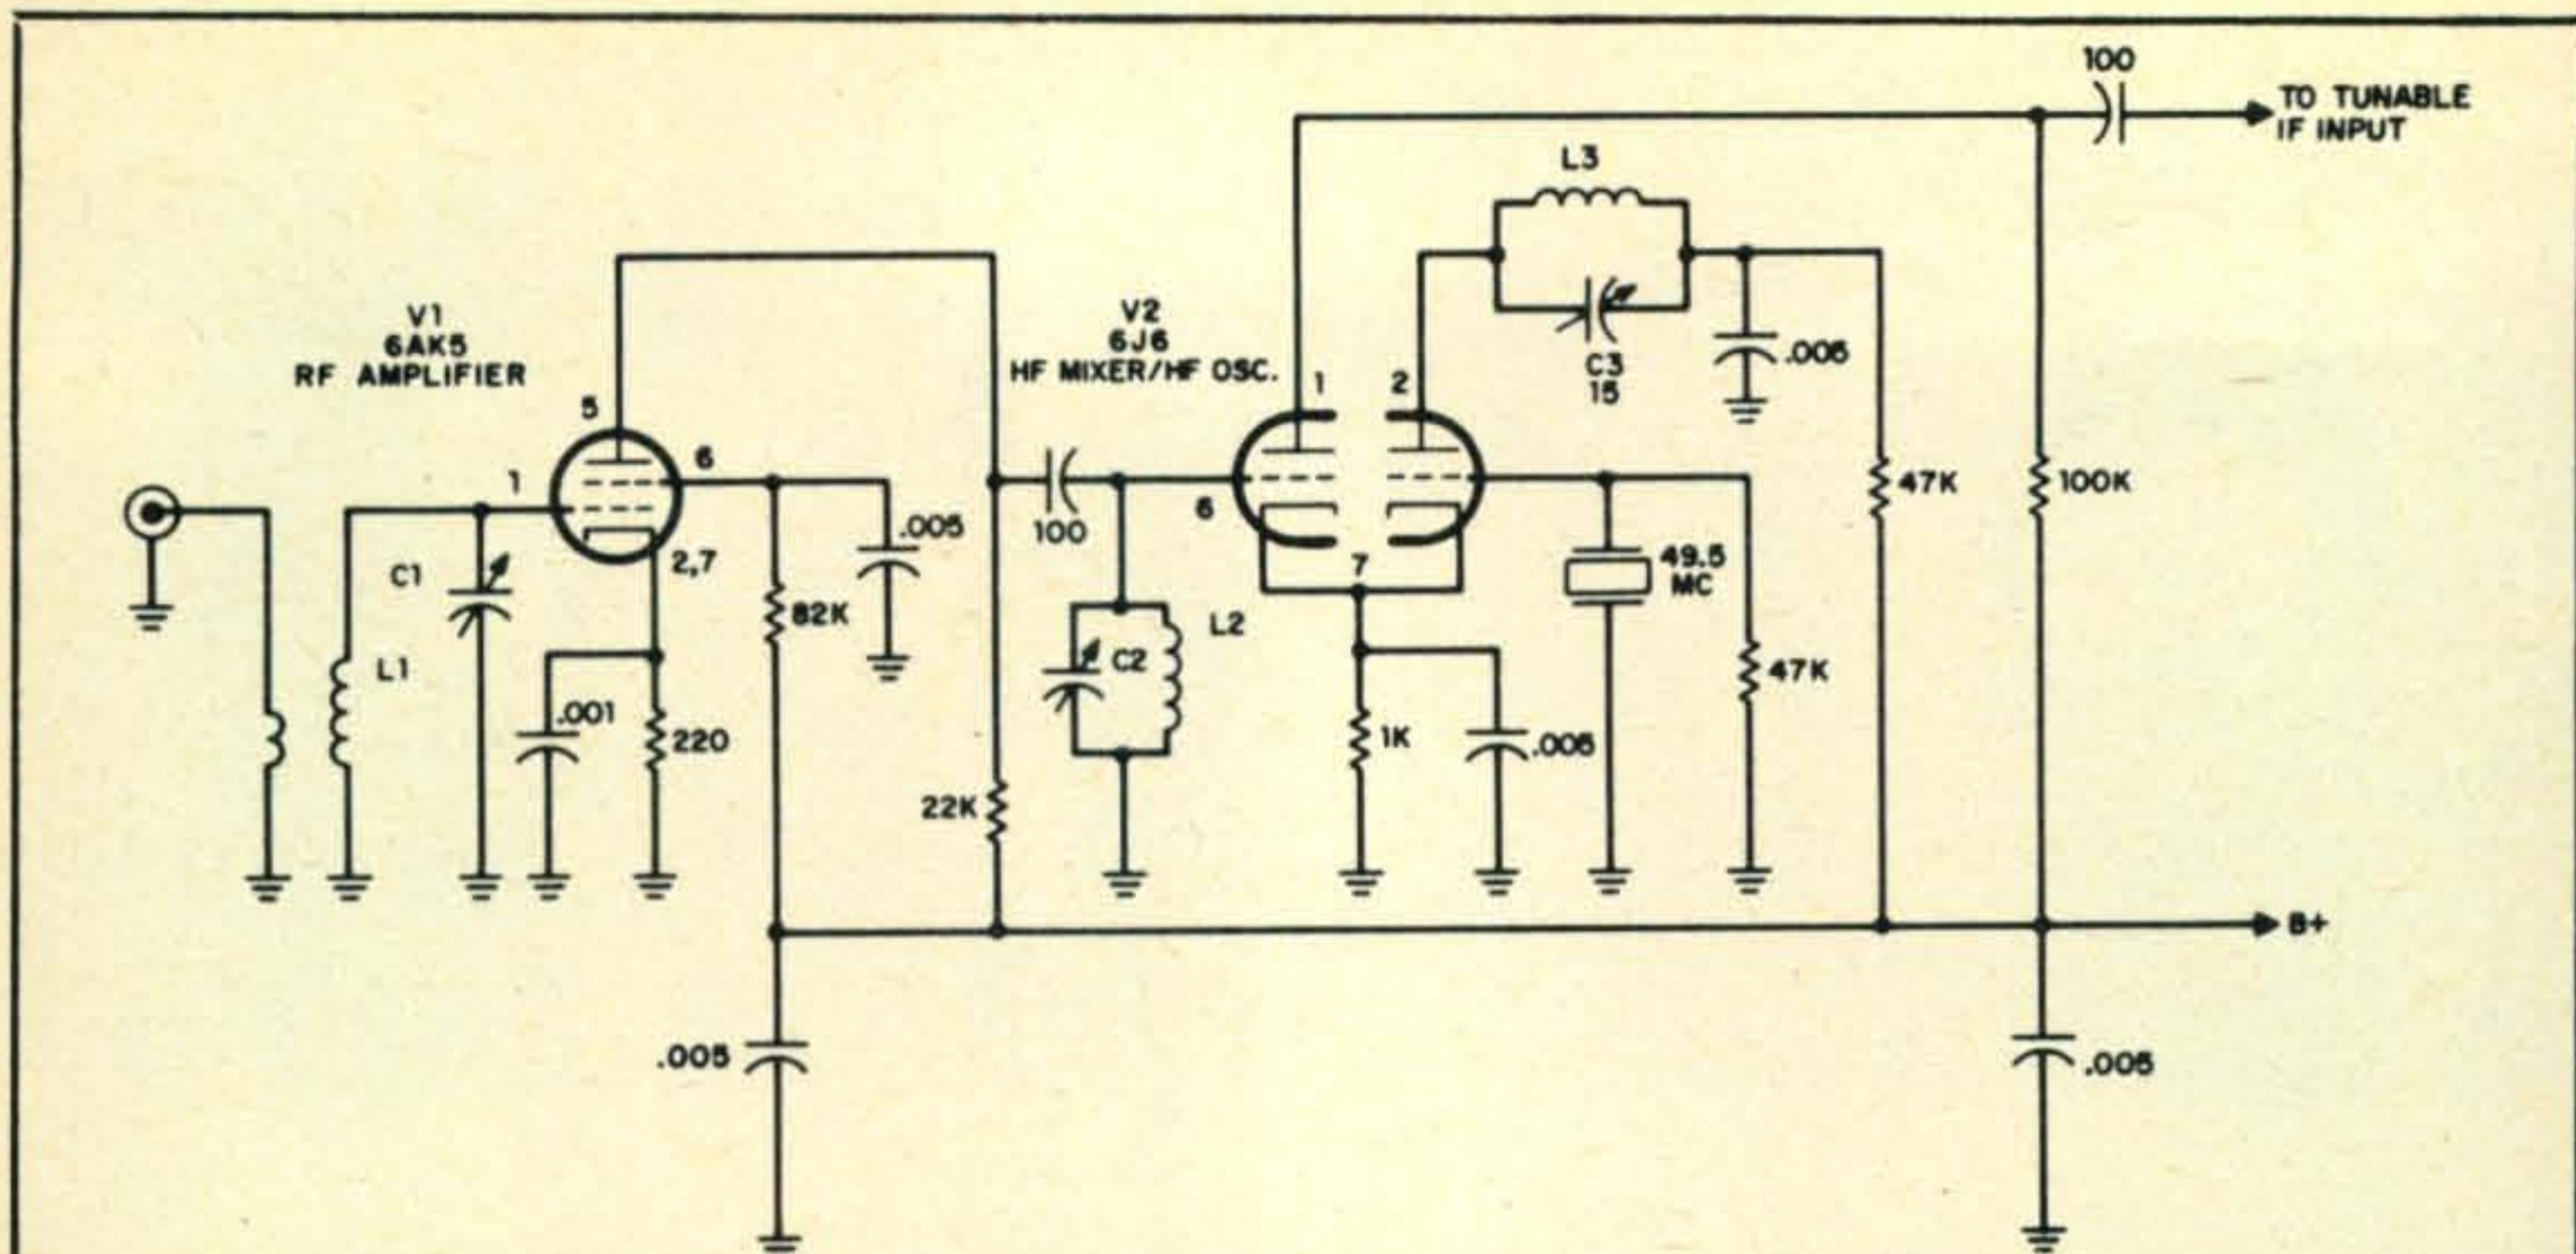 100
TO TUNABLE
IF INPUT
L3
V1
6AK5
RF AMPLIFIER
V2
6J6
HF MIXER/HF OSC.
C3
15
.005
5
1
2
6
1
6
7
2,7
.005
100
47K
100K
C1
82K
49.5
MC
L1
C2
L2
47K
.001
220
22K
1K
.005
B+
.005
.005